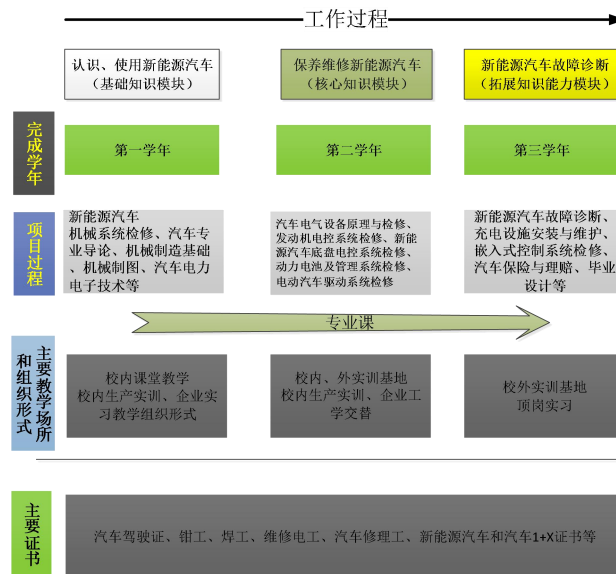 工作过程
认识、使用新能源汽车
（基础知识模块）
保养维修新能源汽车
（核心知识模块）
新能源汽车故障诊断
（拓展知识能力模块）
完成学年
第一学年
第二学年
第三学年
项目过程
新能源汽车
机械系统检修、汽车专
业导论、机械制造基础
、机械制图、汽车电力
电子技术等
汽车电气设备原理与检修、
发动机电控系统检修、新能
源汽车底盘电控系统检修、
动力电池及管理系统检修、
电动汽车驱动系统检修
新能源汽车故障诊断、
充电设施安装与维护、
嵌入式控制系统检修、
汽车保险与理赔、毕业
设计等
专业课
主要教学场所
和组织形式
校内课堂教学
校内生产实训、企业实
习教学组织形式
校内、外实训基地
校内生产实训、企业工
学交替
校外实训基地
顶岗实习
主要证书
汽车驾驶证、钳工、焊工、维修电工、汽车修理工、新能源汽车和汽车1+X证书等